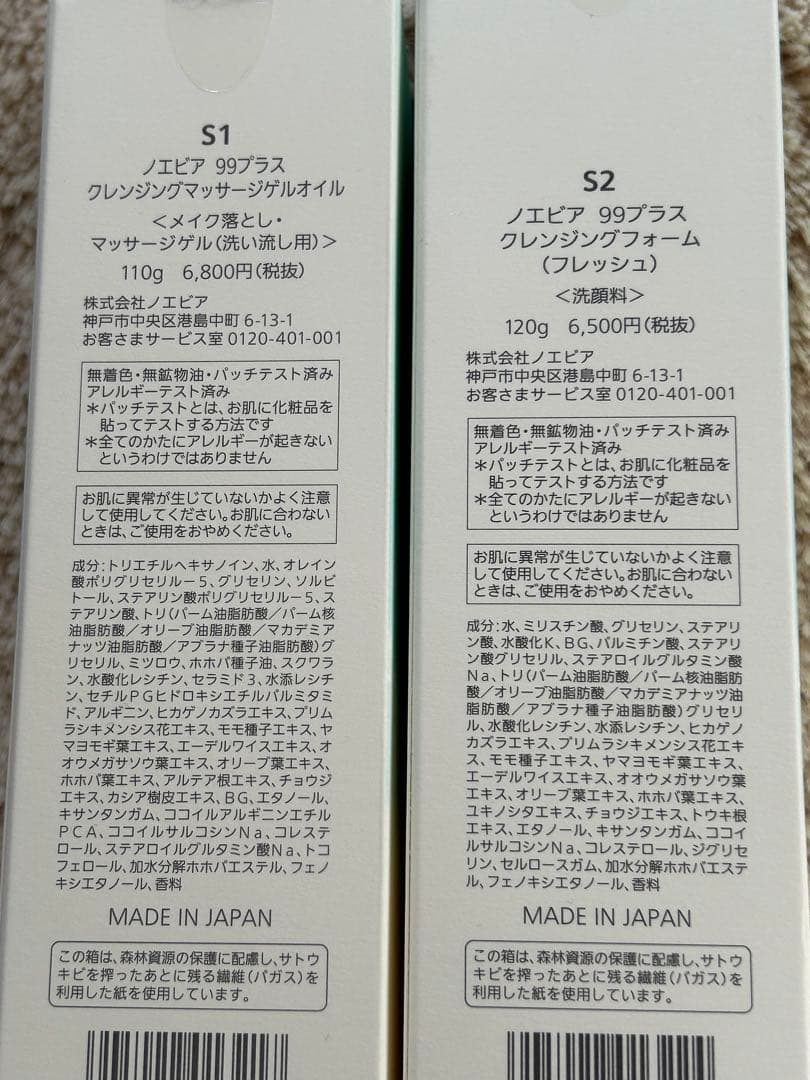 S1
ノエビア 99プラス
クレンジングマッサージゲルオイル
＜メイク落とし・
マッサージゲル（洗い流し用）＞
110g 6,800円（税抜）
株式会社ノエビア
神戸市中央区港島中町 6-13-1
お客さまサービス室 0120-401-001
無着色・無鉱物油・パッチテスト済み
アレルギーテスト済み
＊パッチテストとは、お肌に化粧品を
貼ってテストする方法です
＊全てのかたにアレルギーが起きない
というわけではありません
お肌に異常が生じていないかよく注意
して使用してください。お肌に合わない
ときは、ご使用をおやめください。
成分：トリエチルヘキサノイン、水、オレイン
酸ポリグリセリル－5、グリセリン、ソルビ
トール、ステアリン酸ポリグリセリル－5、ス
テアリン酸、トリ（パーム油脂肪酸／パーム核
油脂肪酸／オリーブ油脂肪酸／マカデミア
ナッツ油脂肪酸／アブラナ種子油脂肪酸）グ
リセリル、ミツロウ、ホホバ種子油、スクワラ
ン、水酸化レシチン、セラミド3、水添レシチ
ン、セチルPGヒドロキシエチルパルミタミ
ド、アルギニン、ヒカゲノカズラエキス、プリム
ラシキメンシス花エキス、モモ種子エキス、ヤ
マヨモギ葉エキス、エーデルワイスエキス、オ
オウメガサソウ葉エキス、オリーブ葉エキス、
ホホバ葉エキス、アルテア根エキス、チョウジ
エキス、カシア樹皮エキス、BG、エタノール、
キサンタンガム、ココイルアルギニンエチル
PCA、ココイルサルコシンNa、コレステ
ロール、ステアロイルグルタミン酸Na、トコ
フェロール、加水分解ホホバエステル、フェノ
キシエタノール、香料
MADE IN JAPAN
この箱は、森林資源の保護に配慮し、サトウ
キビを搾ったあとに残る繊維（バガス）を
利用した紙を使用しています。
S2
ノエビア 99プラス
クレンジングフォーム
（フレッシュ）
＜洗顔料＞
120g 6,500円（税抜）
株式会社ノエビア
神戸市中央区港島中町 6-13-1
お客さまサービス室 0120-401-001
無着色・無鉱物油・パッチテスト済み
アレルギーテスト済み
＊パッチテストとは、お肌に化粧品を
貼ってテストする方法です
＊全てのかたにアレルギーが起きない
というわけではありません
お肌に異常が生じていないかよく注意
して使用してください。お肌に合わない
ときは、ご使用をおやめください。
成分：水、ミリスチン酸、グリセリン、ステアリ
ン酸、水酸化K、BG、パルミチン酸、ステアリ
ン酸グリセリル、ステアロイルグルタミン酸
Na、トリ（パーム油脂肪酸／パーム核油脂肪酸
／オリーブ油脂肪酸／マカデミアナッツ油
脂肪酸／アブラナ種子油脂肪酸）グリセリ
ル、水酸化レシチン、水添レシチン、ヒカゲノ
カズラエキス、プリムラシキメンシス花エキ
ス、モモ種子エキス、ヤマヨモギ葉エキス、
エーデルワイスエキス、オオウメガサソウ葉
エキス、オリーブ葉エキス、ホホバ葉エキス、
ユキノシタエキス、チョウジエキス、トウキ根
エキス、エタノール、キサンタンガム、ココイ
ルサルコシンNa、コレステロール、ジグリセ
リン、セルロースガム、加水分解ホホバエステ
ル、フェノキシエタノール、香料
MADE IN JAPAN
この箱は、森林資源の保護に配慮し、サトウ
キビを搾ったあとに残る繊維（バガス）を
利用した紙を使用しています。